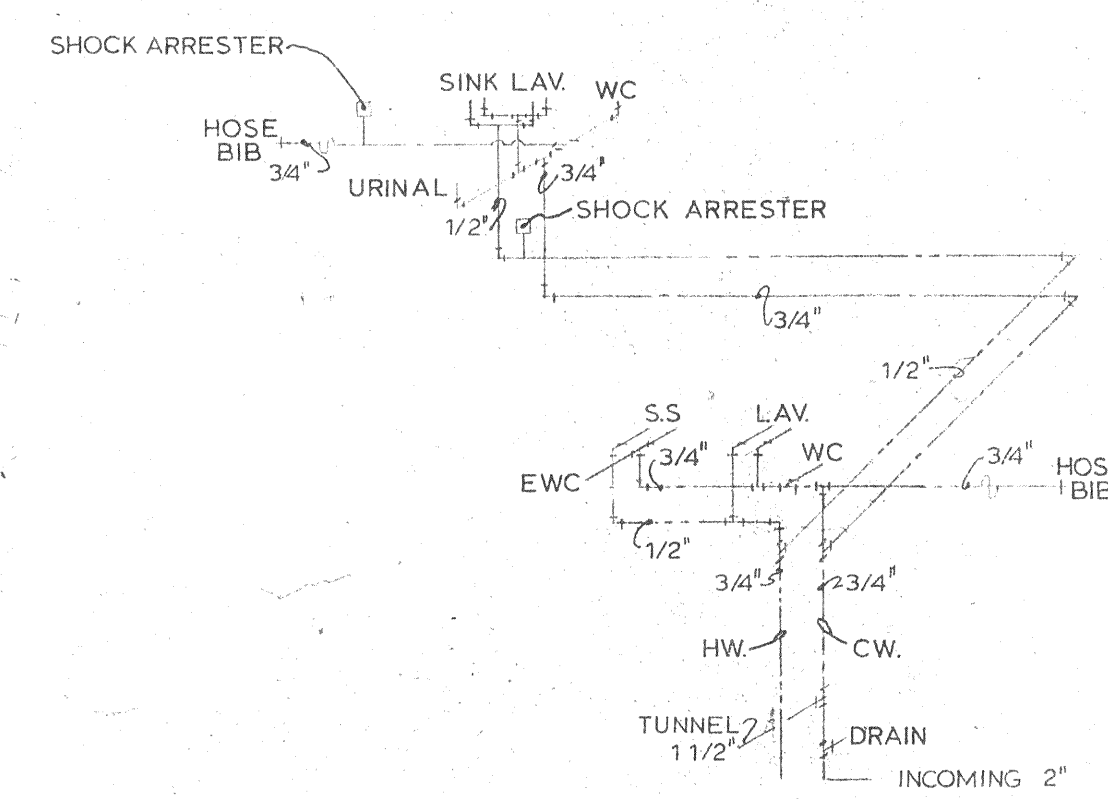 SHOCK ARRESTER
SINK LAV.
WC
HOSE
BIB
3/4"
URINAL
3/4"
1/2"
SHOCK ARRESTER
3/4"
1/2"
S.S
LAV.
EWC
3/4"
WC
3/4"
HOS
BIB
1/2"
3/4"
3/4"
HW.
CW.
TUNNEL
1 1/2"
DRAIN
INCOMING 2"